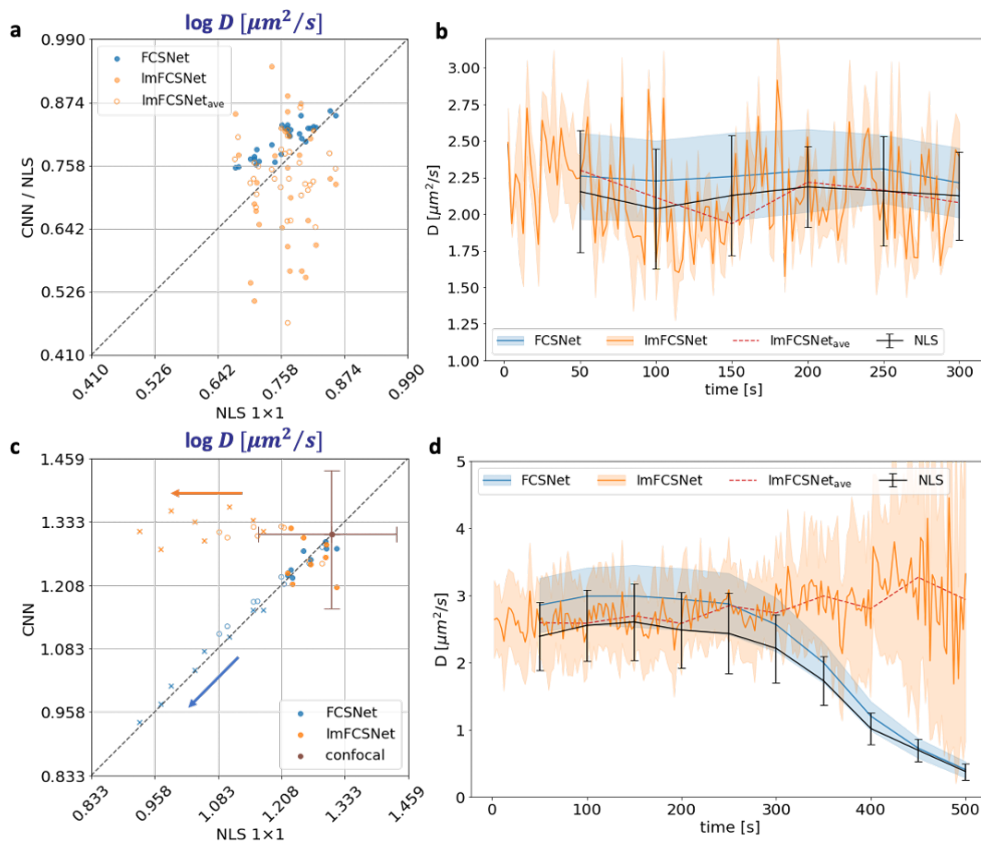 a
log D [μm²/s]
CNN / NLS
0.990
0.874
0.758
0.642
0.526
0.410
FCSNet
ImFCSNet
ImFCSNet_ave
0.410
0.526
0.642
0.758
0.874
0.990
NLS 1×1
b
D [μm²/s]
3.00
2.75
2.50
2.25
2.00
1.75
1.50
1.25
1.00
FCSNet
ImFCSNet
ImFCSNet_ave
NLS
0
50
100
150
200
250
300
time [s]
c
log D [μm²/s]
CNN
1.459
1.333
1.208
1.083
0.958
0.833
FCSNet
ImFCSNet
confocal
0.833
0.958
1.083
1.208
1.333
1.459
NLS 1×1
d
D [μm²/s]
5
4
3
2
1
0
FCSNet
ImFCSNet
ImFCSNet_ave
NLS
0
100
200
300
400
500
time [s]